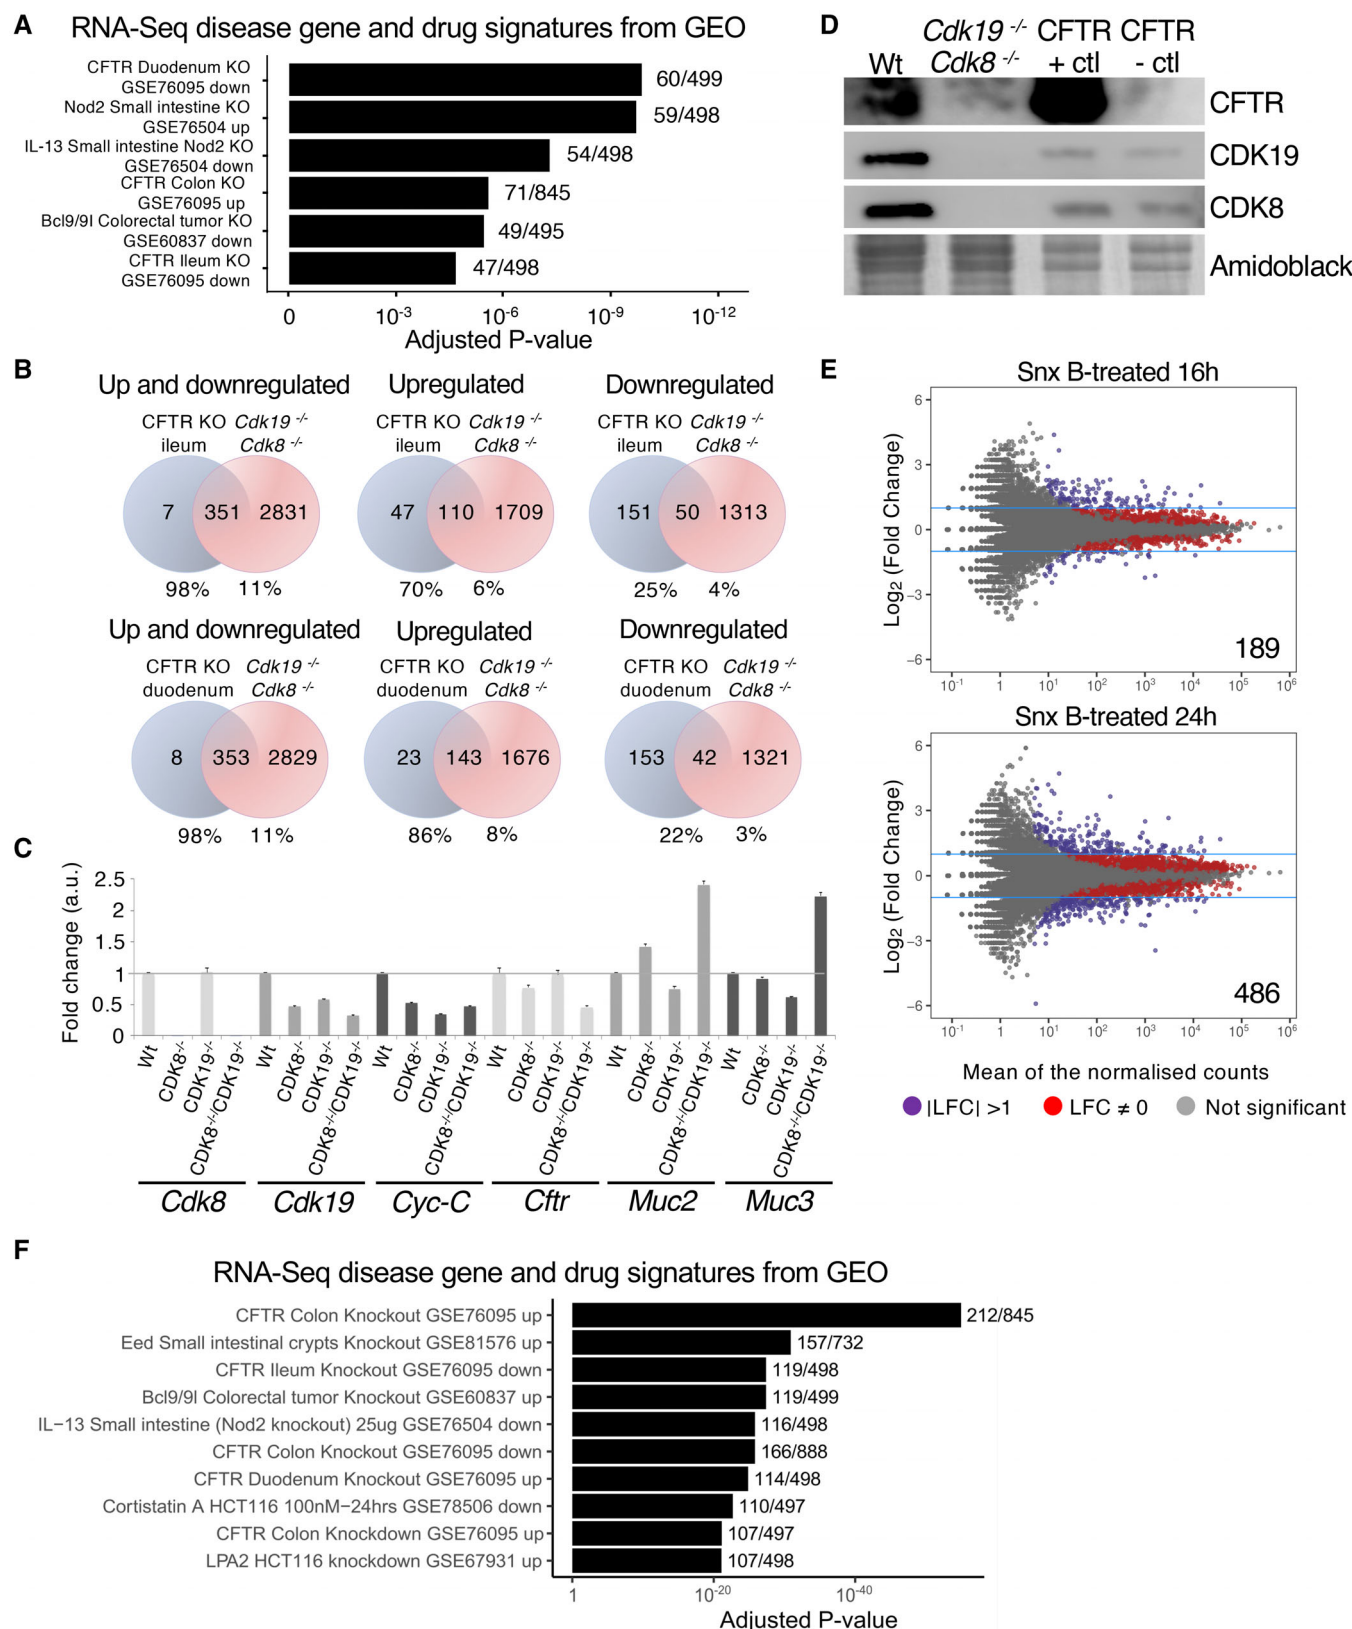 A
RNA-Seq disease gene and drug signatures from GEO
CFTR Duodenum KO
GSE76095 down
60/499
Nod2 Small intestine KO
GSE76504 up
59/498
IL-13 Small intestine Nod2 KO
GSE76504 down
54/498
CFTR Colon KO
GSE76095 up
71/845
Bcl9/9l Colorectal tumor KO
GSE60837 down
49/495
CFTR Ileum KO
GSE76095 down
47/498
0 10-3 10-6 10-9 10-12
Adjusted P-value
B
Up and downregulated
CFTR KO Cdk19 -/-
ileum Cdk8 -/-
7 351 2831
98% 11%
Upregulated
CFTR KO Cdk19 -/-
ileum Cdk8 -/-
47 110 1709
70% 6%
Downregulated
CFTR KO Cdk19 -/-
ileum Cdk8 -/-
151 50 1313
25% 4%
Up and downregulated
CFTR KO Cdk19 -/-
duodenum Cdk8 -/-
8 353 2829
98% 11%
Upregulated
CFTR KO Cdk19 -/-
duodenum Cdk8 -/-
23 143 1676
86% 8%
Downregulated
CFTR KO Cdk19 -/-
duodenum Cdk8 -/-
153 42 1321
22% 3%
C
Fold change (a.u.)
2.5
2
1.5
1
0.5
0
Wt CDK8-/- CDK19-/- CDK8-/-/CDK19-/-
Wt CDK8-/- CDK19-/- CDK8-/-/CDK19-/-
Wt CDK8-/- CDK19-/- CDK8-/-/CDK19-/-
Wt CDK8-/- CDK19-/- CDK8-/-/CDK19-/-
Wt CDK8-/- CDK19-/- CDK8-/-/CDK19-/-
Wt CDK8-/- CDK19-/- CDK8-/-/CDK19-/-
Cdk8 Cdk19 Cyc-C Cftr Muc2 Muc3
D
Cdk19 -/- CFTR CFTR
Wt Cdk8 -/- + ctl - ctl
CFTR
CDK19
CDK8
Amidoblack
E
Snx B-treated 16h
Log2 (Fold Change)
6
3
0
−3
−6
189
10-1 1 101 102 103 104 105 106
Snx B-treated 24h
Log2 (Fold Change)
6
3
0
−3
−6
486
10-1 1 101 102 103 104 105 106
Mean of the normalised counts
|LFC| >1 LFC ≠ 0 Not significant
F
RNA-Seq disease gene and drug signatures from GEO
CFTR Colon Knockout GSE76095 up 212/845
Eed Small intestinal crypts Knockout GSE81576 up 157/732
CFTR Ileum Knockout GSE76095 down 119/498
Bcl9/9l Colorectal tumor Knockout GSE60837 up 119/499
IL−13 Small intestine (Nod2 knockout) 25ug GSE76504 down 116/498
CFTR Colon Knockout GSE76095 down 166/888
CFTR Duodenum Knockout GSE76095 up 114/498
Cortistatin A HCT116 100nM−24hrs GSE78506 down 110/497
CFTR Colon Knockdown GSE76095 up 107/497
LPA2 HCT116 knockdown GSE67931 up 107/498
1 10-20 10-40
Adjusted P-value